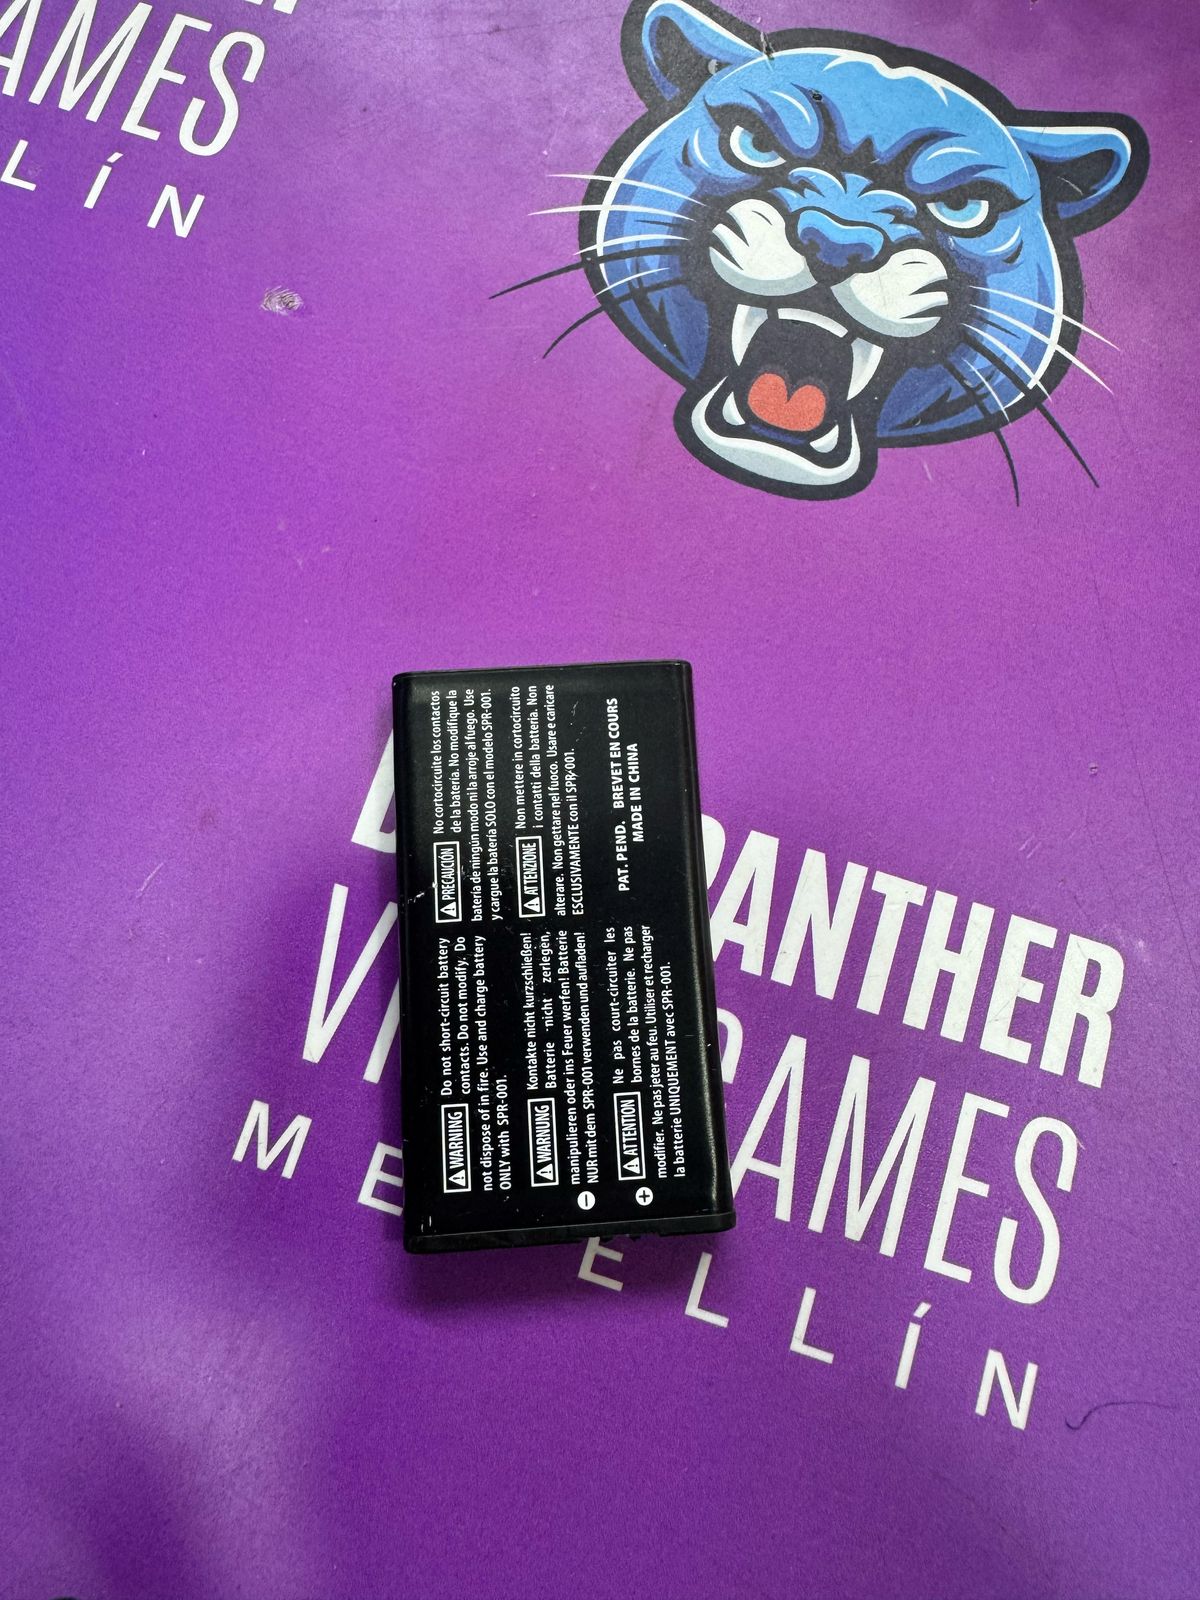 AMES
LÍN
WARNING Do not short-circuit battery
contacts. Do not modify. Do
not dispose of in fire. Use and charge battery
ONLY with SPR-001.
WARNUNG Kontakte nicht kurzschließen!
Batterie nicht zerlegen,
manipulieren oder ins Feuer werfen! Batterie
NUR mit dem SPR-001 verwenden und aufladen!
ATTENTION Ne pas court-circuiter les
bornes de la batterie. Ne pas
modifier. Ne pas jeter au feu. Utiliser et recharger
la batterie UNIQUEMENT avec SPR-001.
PRECAUCIÓN No cortocircuite los contactos
de la batería. No modifique la
batería de ningún modo ni la arroje al fuego. Use
y cargue la batería SOLO con el modelo SPR-001.
ATTENZIONE Non mettere in cortocircuito
i contatti della batteria. Non
alterare. Non gettare nel fuoco. Usare e caricare
ESCLUSIVAMENTE con il SPR-001.
PAT. PEND. BREVET EN COURS
MADE IN CHINA
− +
PANTHER
GAMES
ME ELLÍN